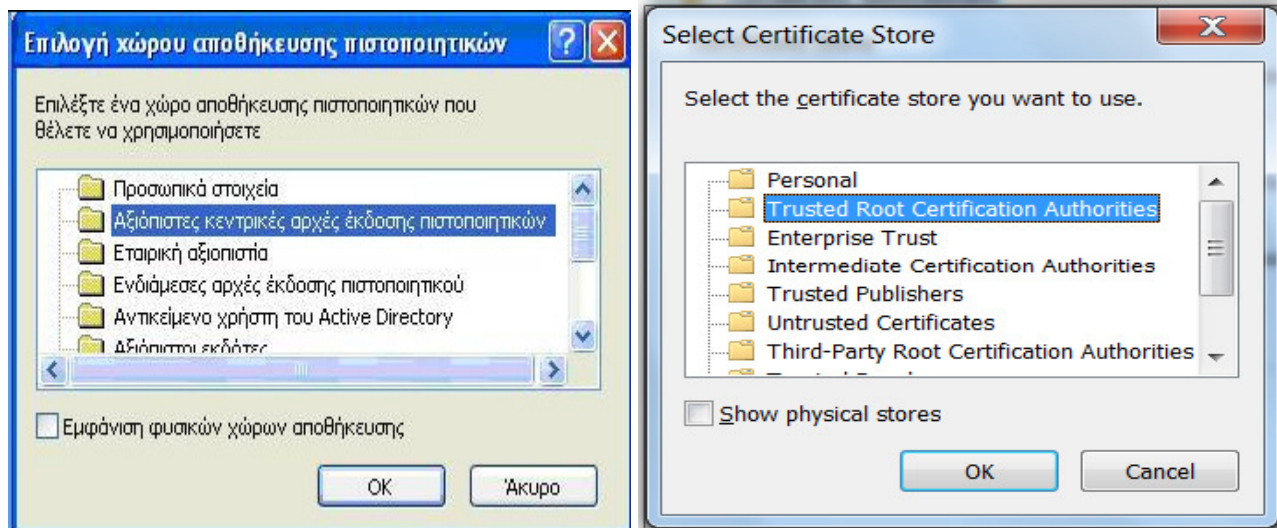 Επιλογή χώρου αποθήκευσης πιστοποιητικών
Επιλέξτε ένα χώρο αποθήκευσης πιστοποιητικών που
θέλετε να χρησιμοποιήσετε
Προσωπικά στοιχεία
Αξιόπιστες κεντρικές αρχές έκδοσης πιστοποιητικών
Εταιρική αξιοπιστία
Ενδιάμεσες αρχές έκδοσης πιστοποιητικού
Αντικείμενο χρήστη του Active Directory
Αξιόπιστοι εκδότες
Εμφάνιση φυσικών χώρων αποθήκευσης
OK
Άκυρο
Select Certificate Store
Select the certificate store you want to use.
Personal
Trusted Root Certification Authorities
Enterprise Trust
Intermediate Certification Authorities
Trusted Publishers
Untrusted Certificates
Third-Party Root Certification Authorities
Show physical stores
OK
Cancel